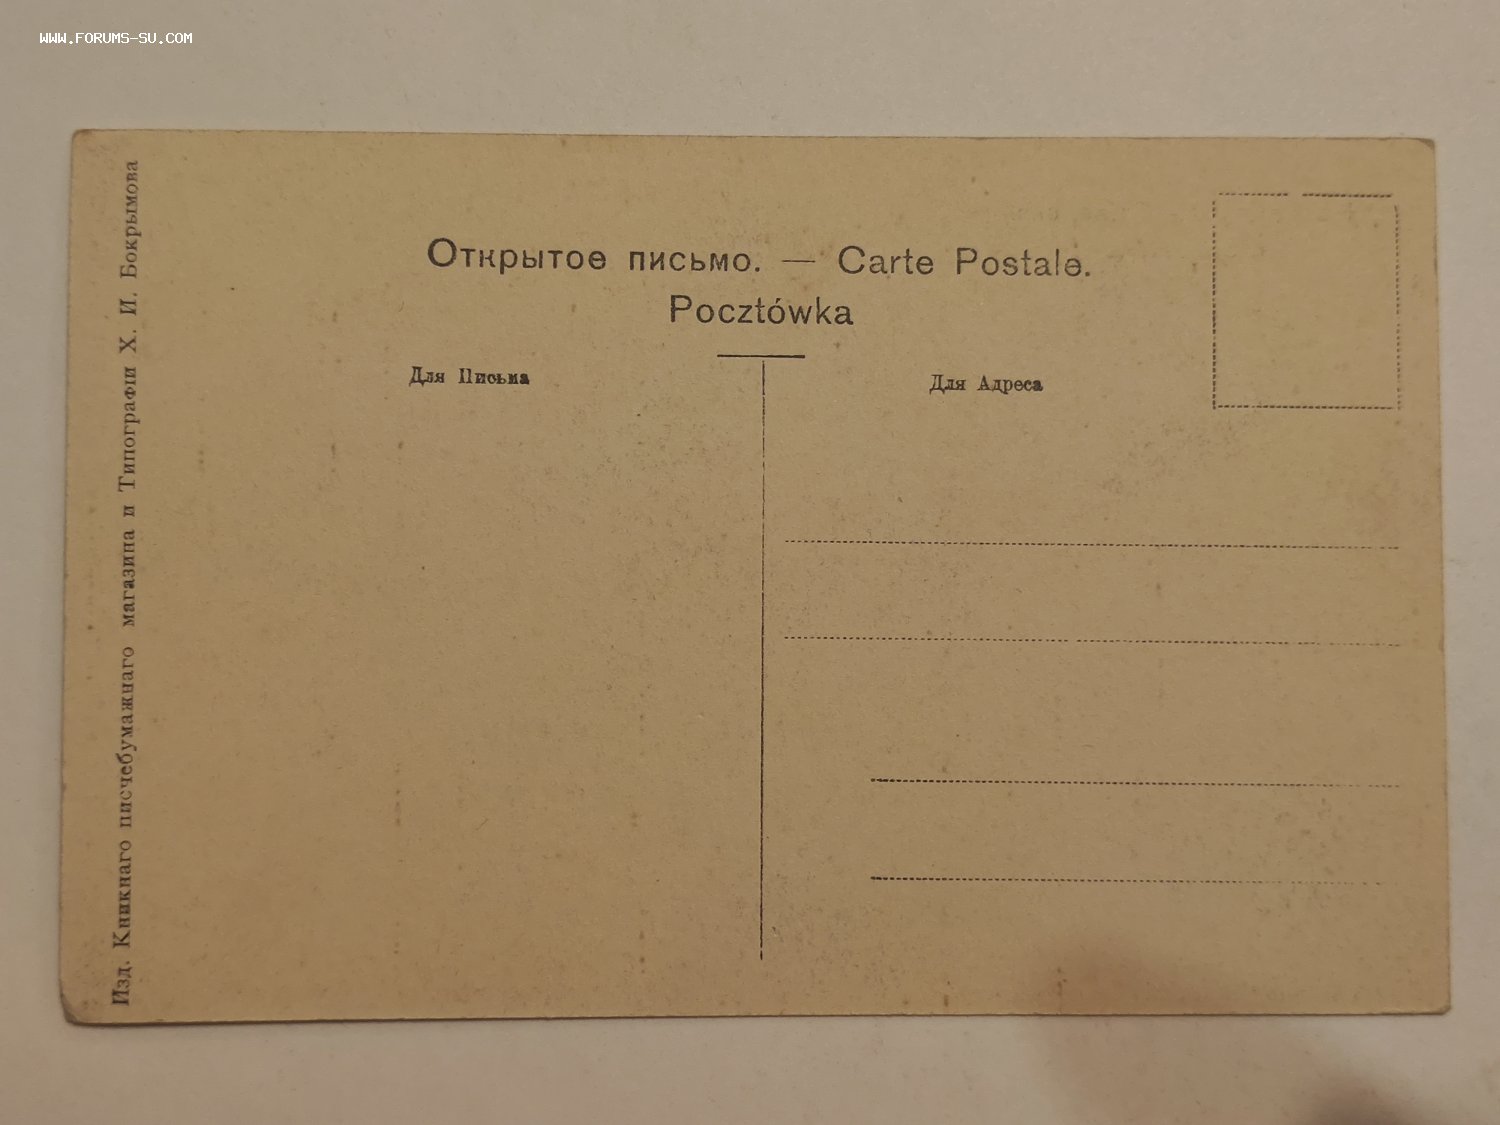 WWW.FORUMS-SU.COM
Открытое письмо. — Carte Postale.
Pocztówka
Для Письма
Для Адреса
Изд. Книжнаго писчебумажнаго магазина и Типографіи Х. И. Бокрымова